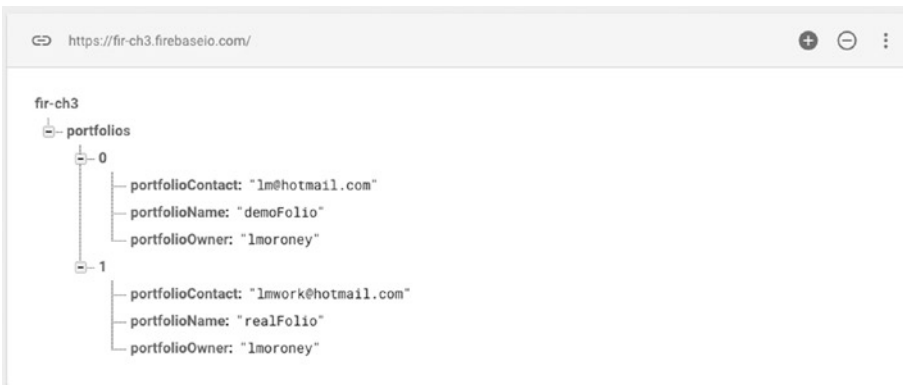 https://fir-ch3.firebaseio.com/
fir-ch3
portfolios
0
portfolioContact: "lm@hotmail.com"
portfolioName: "demoFolio"
portfolioOwner: "lmoroney"
1
portfolioContact: "lmwork@hotmail.com"
portfolioName: "realFolio"
portfolioOwner: "lmoroney"